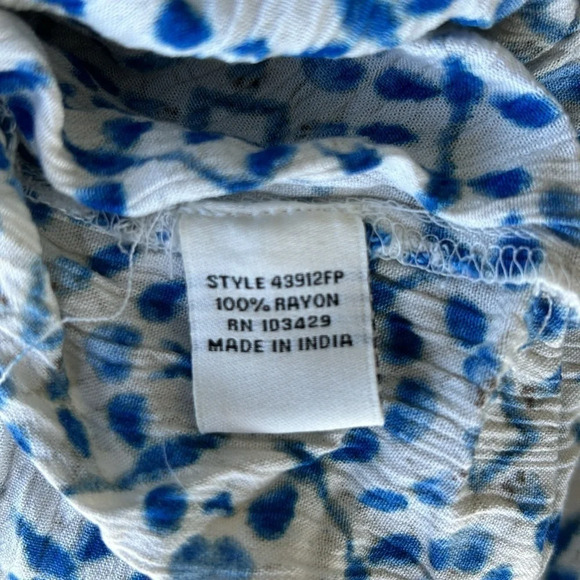 STYLE 43912FP
100% RAYON
RN 103429
MADE IN INDIA